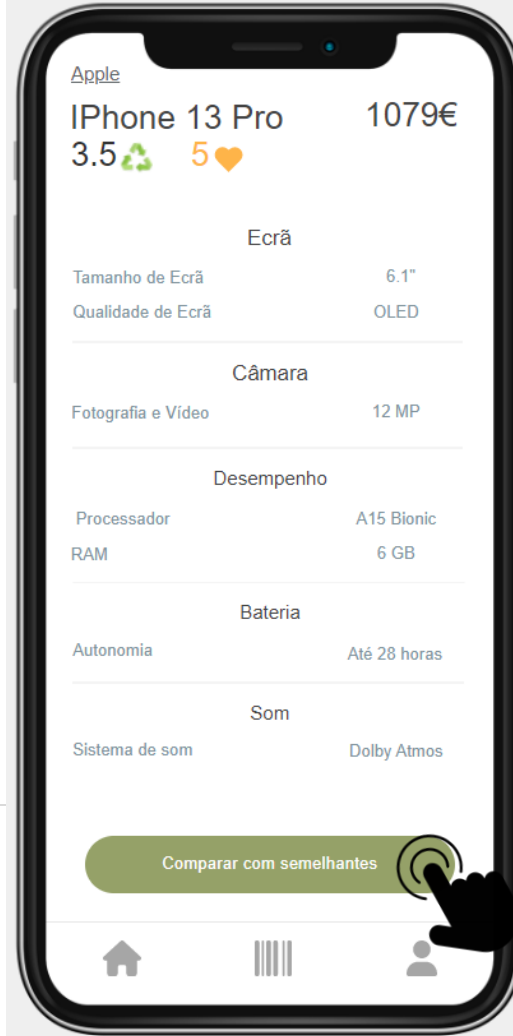 Apple
IPhone 13 Pro 1079€
3.5 5
Ecrã
Tamanho de Ecrã 6.1"
Qualidade de Ecrã OLED
Câmara
Fotografia e Vídeo 12 MP
Desempenho
Processador A15 Bionic
RAM 6 GB
Bateria
Autonomia Até 28 horas
Som
Sistema de som Dolby Atmos
Comparar com semelhantes